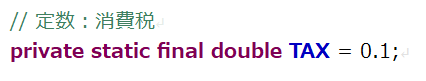 // 定数：消費税
private static final double TAX = 0.1;